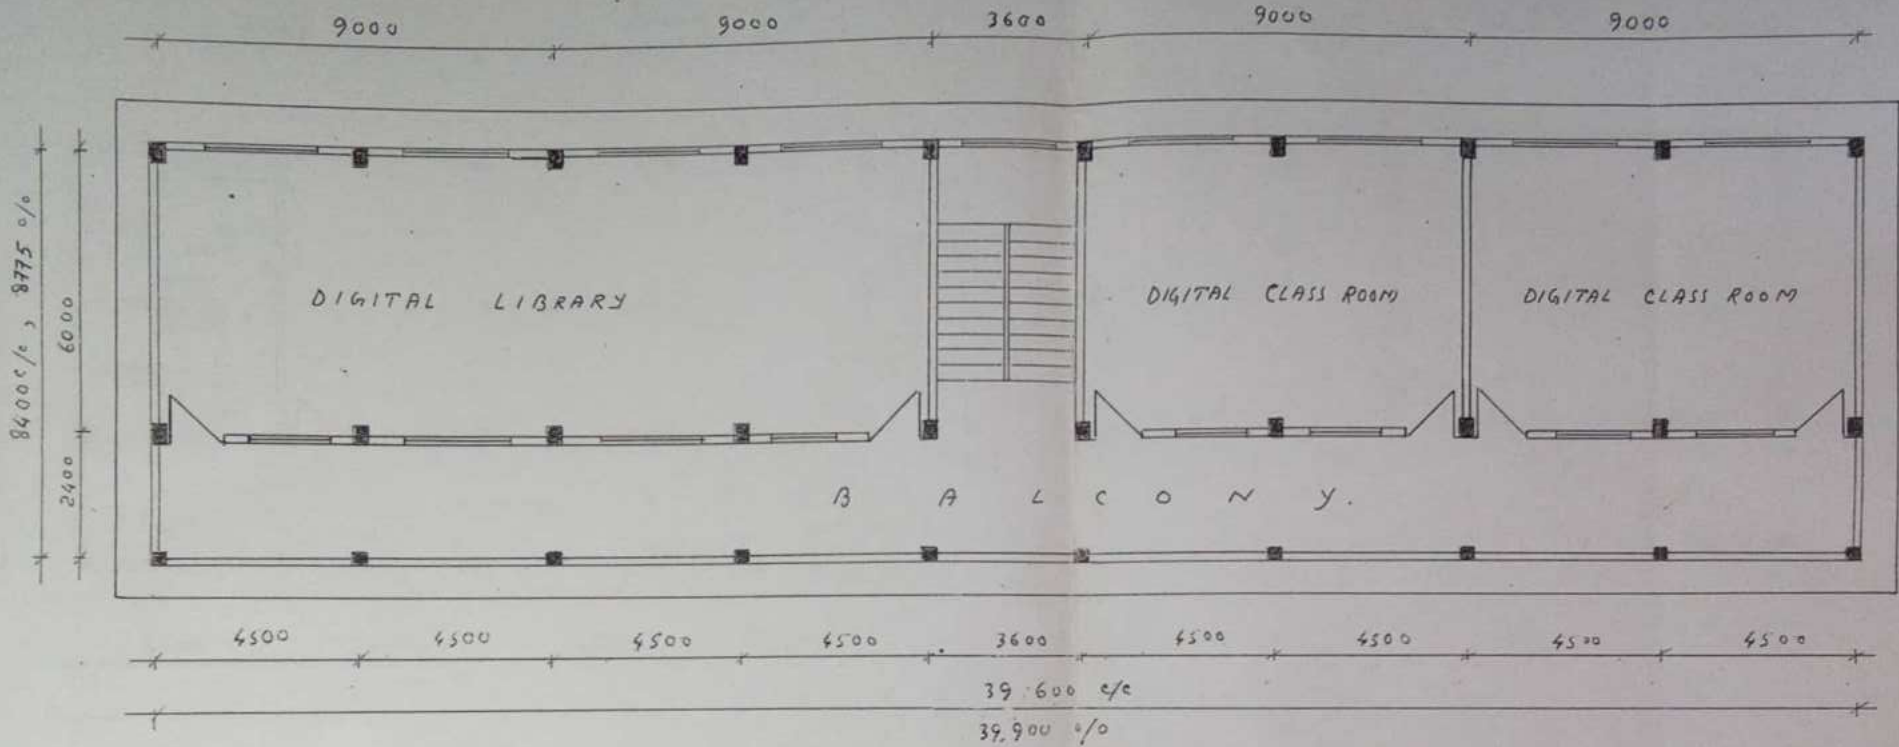 9000 9000 3600 9000 9000
8400 c/c , 8775 o/o
6000
2400
DIGITAL LIBRARY
DIGITAL CLASS ROOM
DIGITAL CLASS ROOM
BALCONY.
4500 4500 4500 4500 3600 4500 4500 4500 4500
39.600 c/c
39.900 o/o